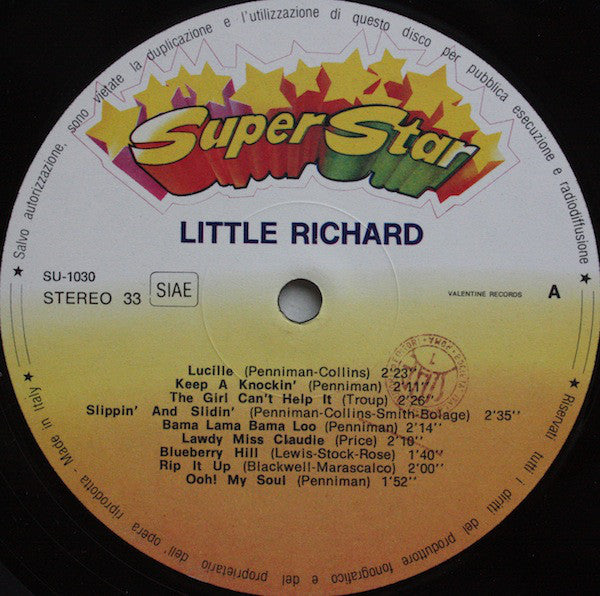 ★ Salvo autorizzazione, sono vietate la duplicazione e l'utilizzazione di questo disco per pubblica esecuzione e radiodiffusione ★
Super Star
LITTLE RICHARD
SU-1030
STEREO 33
SIAE
VALENTINE RECORDS
A
Lucille (Penniman-Collins) 2'23''
Keep A Knockin' (Penniman) 2'11''
The Girl Can't Help It (Troup) 2'26''
Slippin' And Slidin' (Penniman-Collins-Smith-Bolage) 2'35''
Bama Lama Bama Loo (Penniman) 2'14''
Lawdy Miss Claudie (Price) 2'10''
Blueberry Hill (Lewis-Stock-Rose) 1'40''
Rip It Up (Blackwell-Marascalco) 2'00''
Ooh! My Soul (Penniman) 1'52''
★ Riservati tutti i diritti del produttore fonografico e del proprietario dell' opera riprodotta - Made in Italy ★